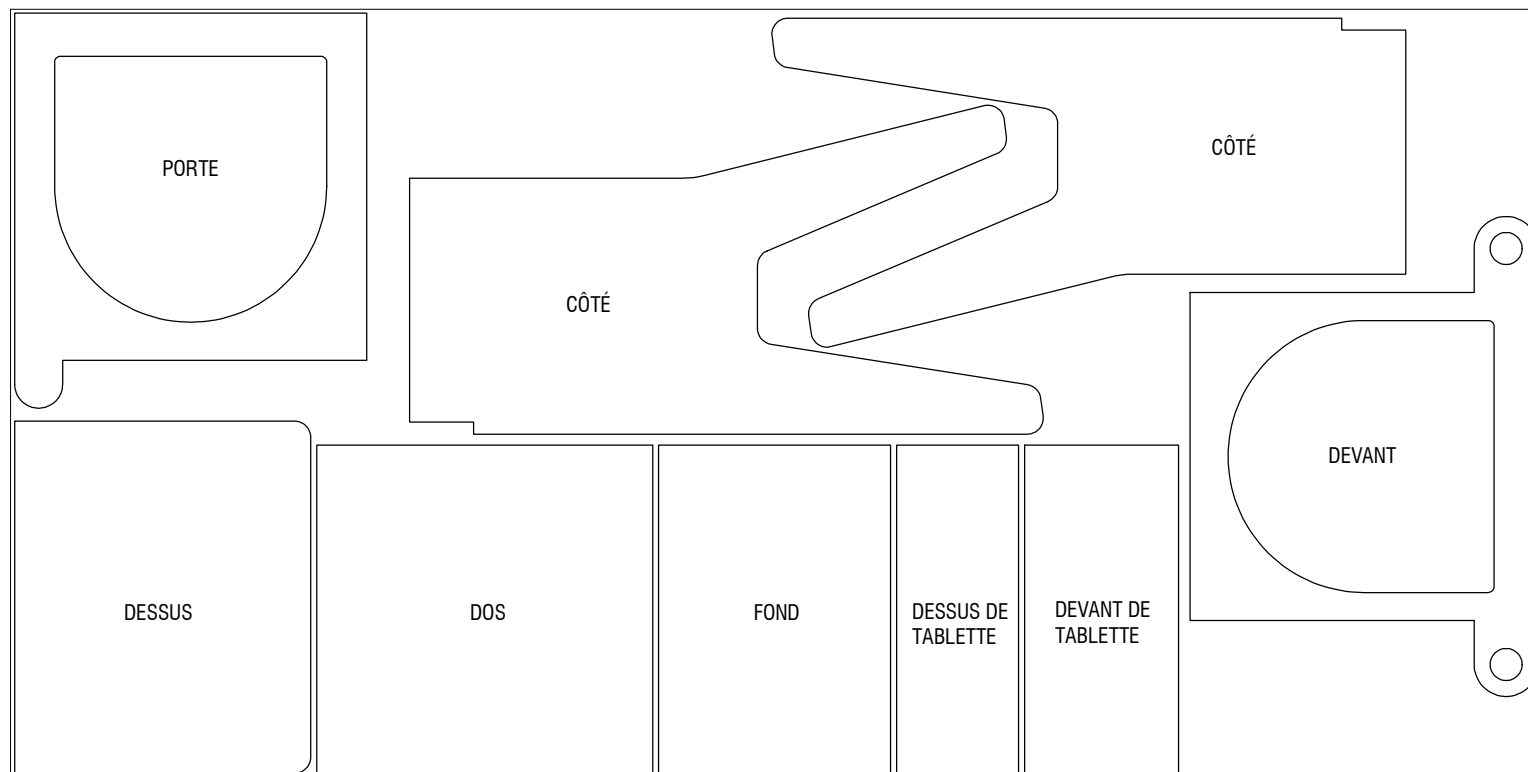 PORTE
CÔTÉ
CÔTÉ
DEVANT
DESSUS
DOS
FOND
DESSUS DE
TABLETTE
DEVANT DE
TABLETTE